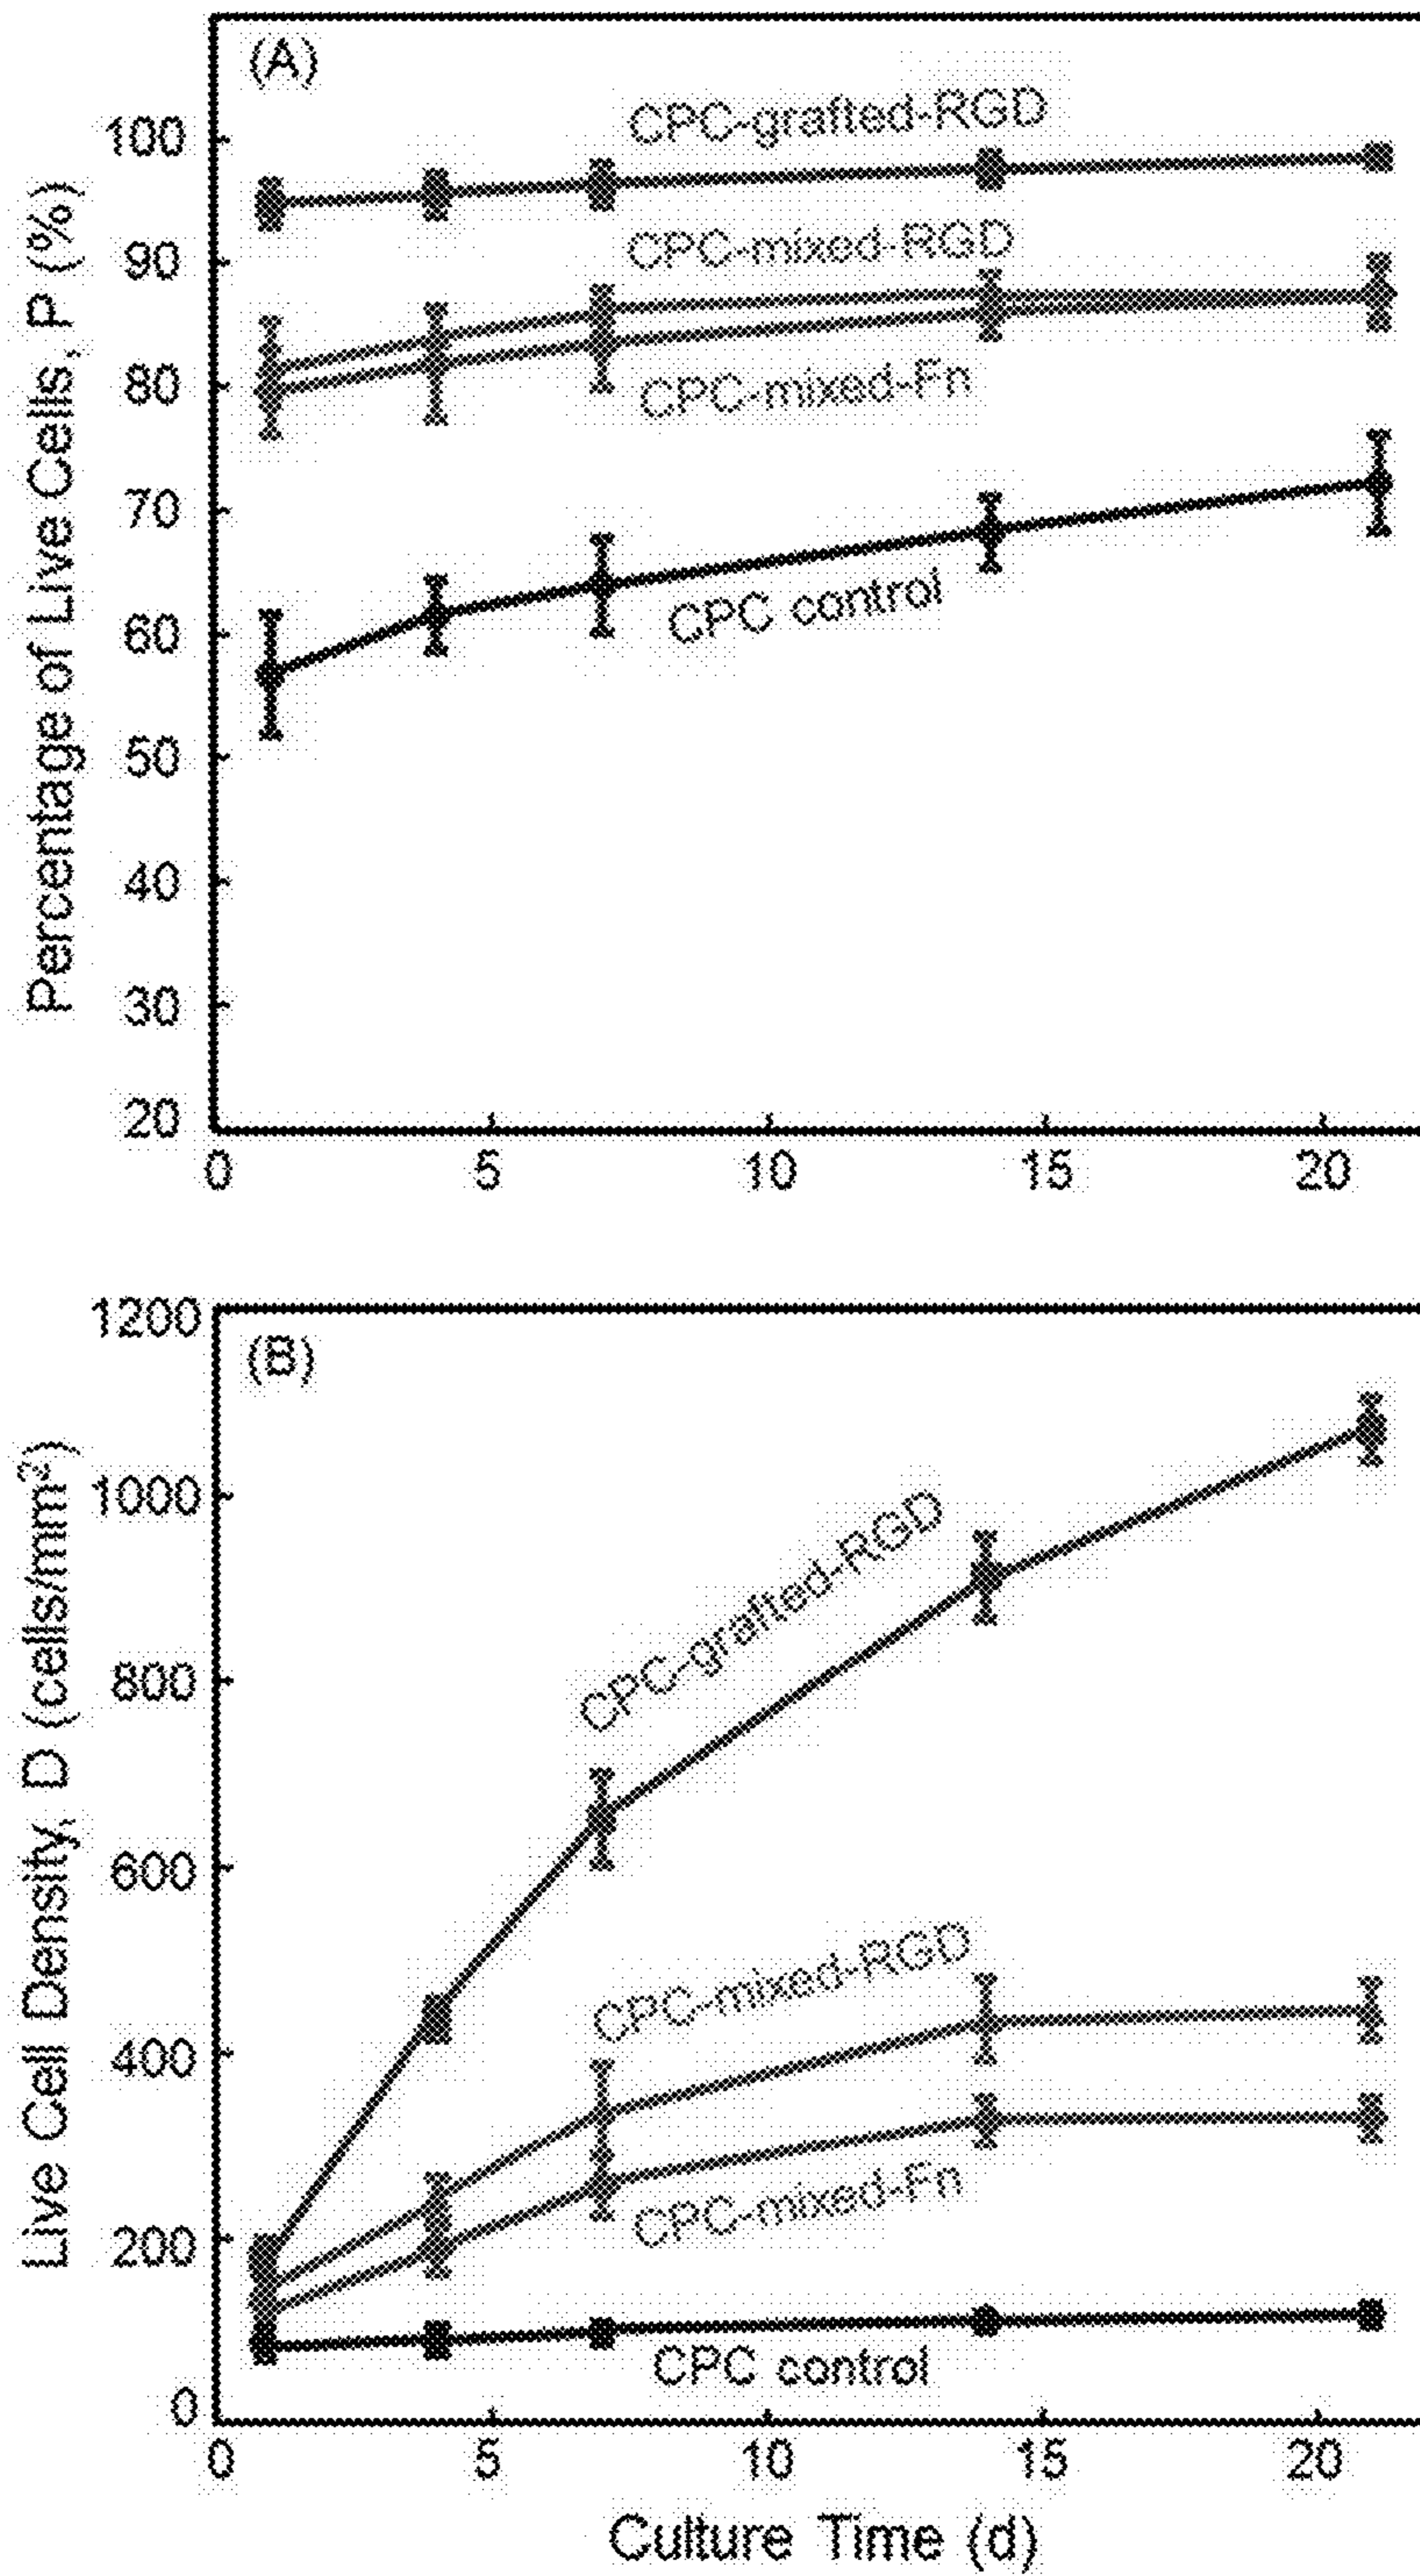 (A)
Percentage of Live Cells, P (%)
100
90
80
70
60
50
40
30
20
CPC-grafted-RGD
CPC-mixed-RGD
CPC-mixed-Fn
CPC control
0 5 10 15 20
(B)
Live Cell Density, D (cells/mm²)
1200
1000
800
600
400
200
0
CPC-grafted-RGD
CPC-mixed-RGD
CPC-mixed-Fn
CPC control
0 5 10 15 20
Culture Time (d)